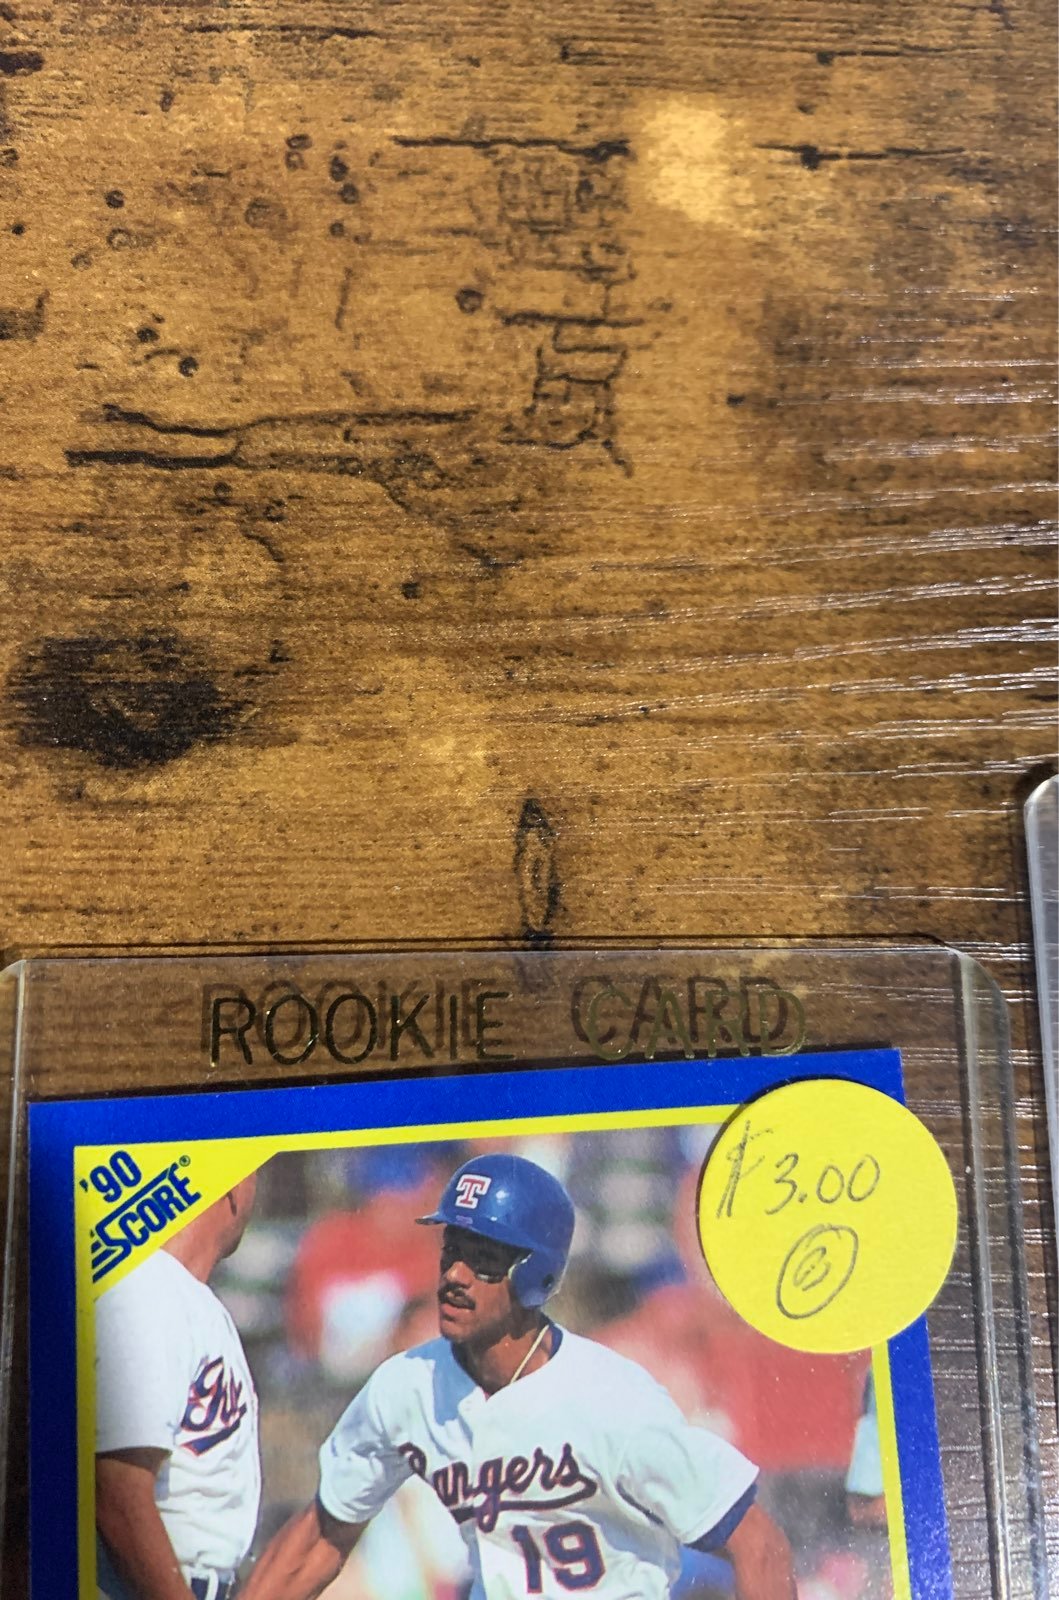 ROOKIE CARD
'90
SCORE®
$3.00
T
Rangers
19